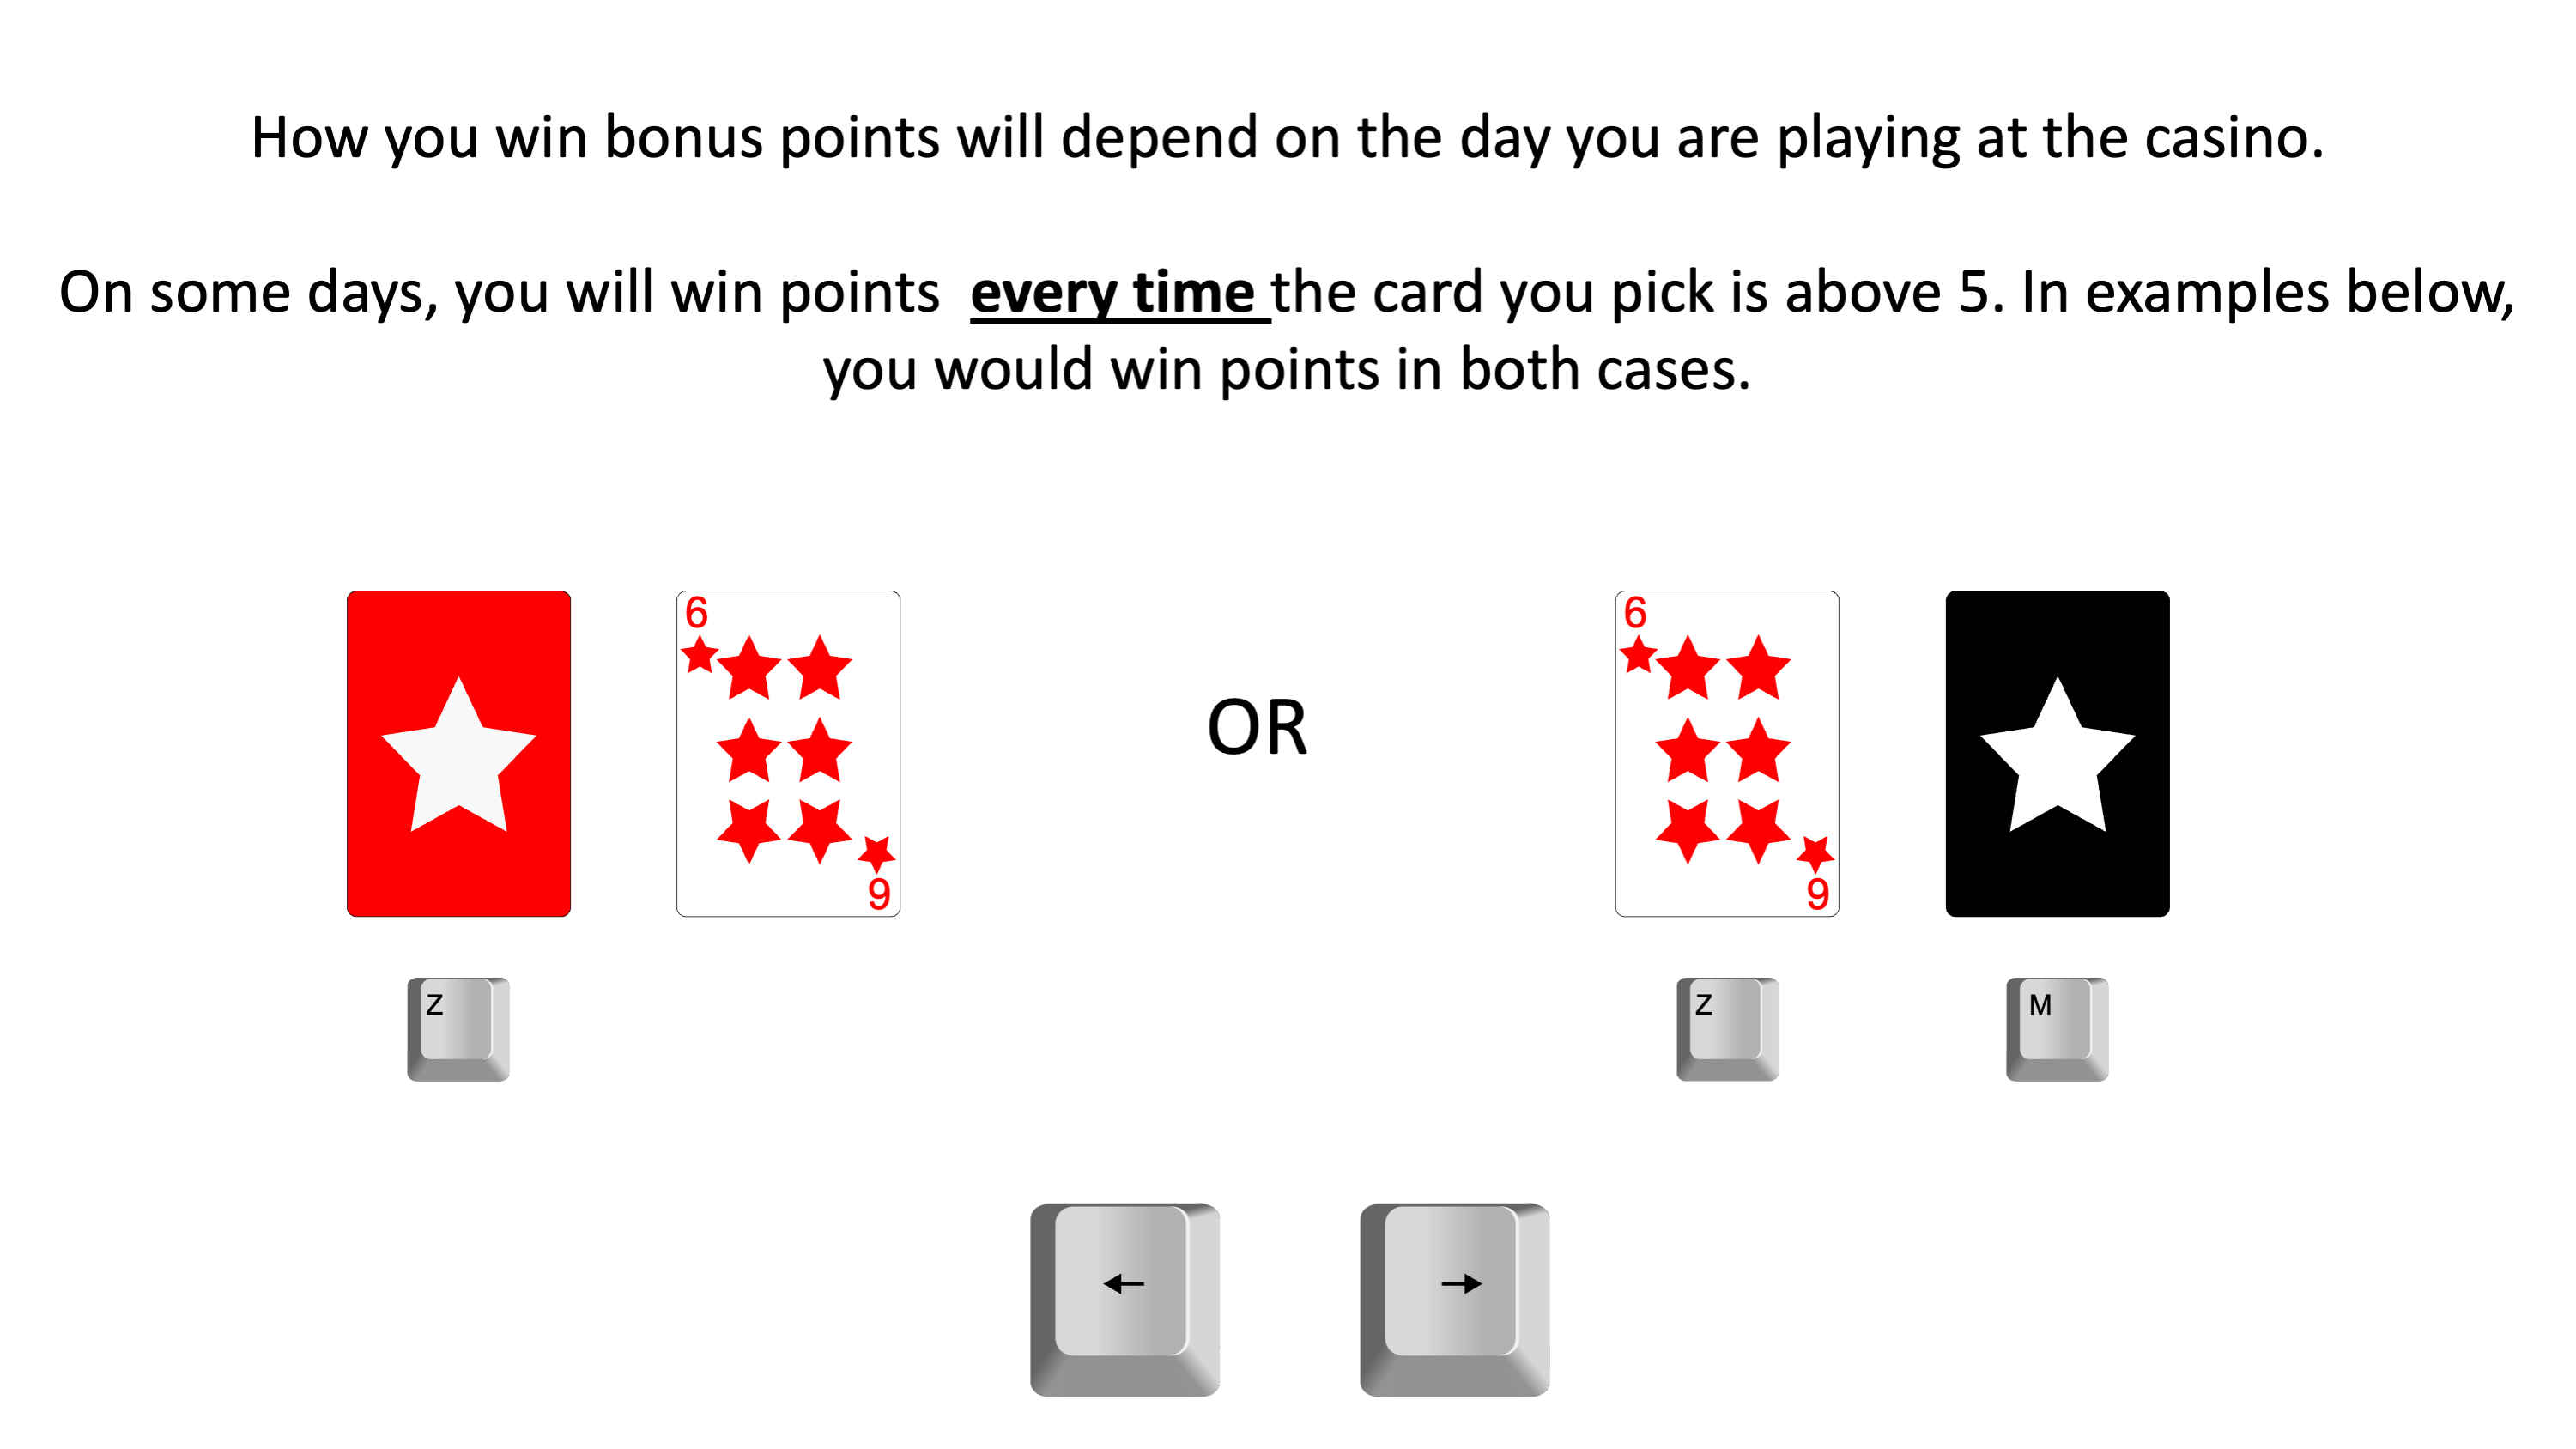 How you win bonus points will depend on the day you are playing at the casino.
On some days, you will win points every time the card you pick is above 5. In examples below,
you would win points in both cases.
6
6
OR
6
6
Z
Z
M
← →